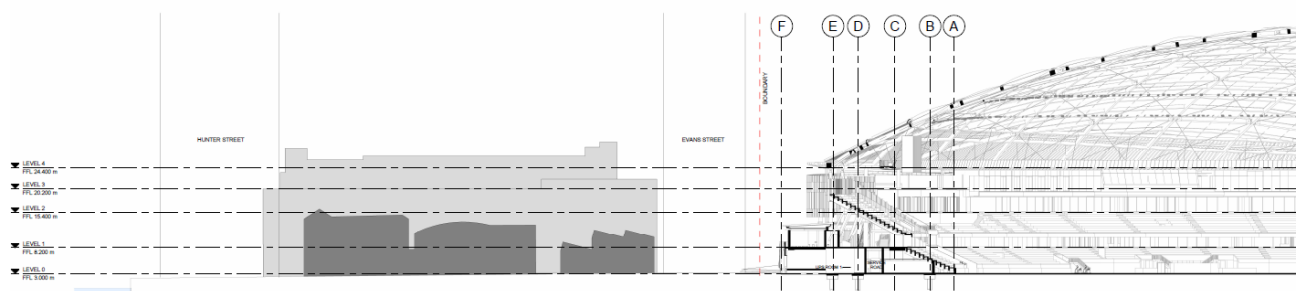 F E D C B A
BOUNDARY
HUNTER STREET
EVANS STREET
LEVEL 4
FFL 24.400 m
LEVEL 3
FFL 20.200 m
LEVEL 2
FFL 15.400 m
LEVEL 1
FFL 8.200 m
LEVEL 0
FFL 3.000 m
ROAD